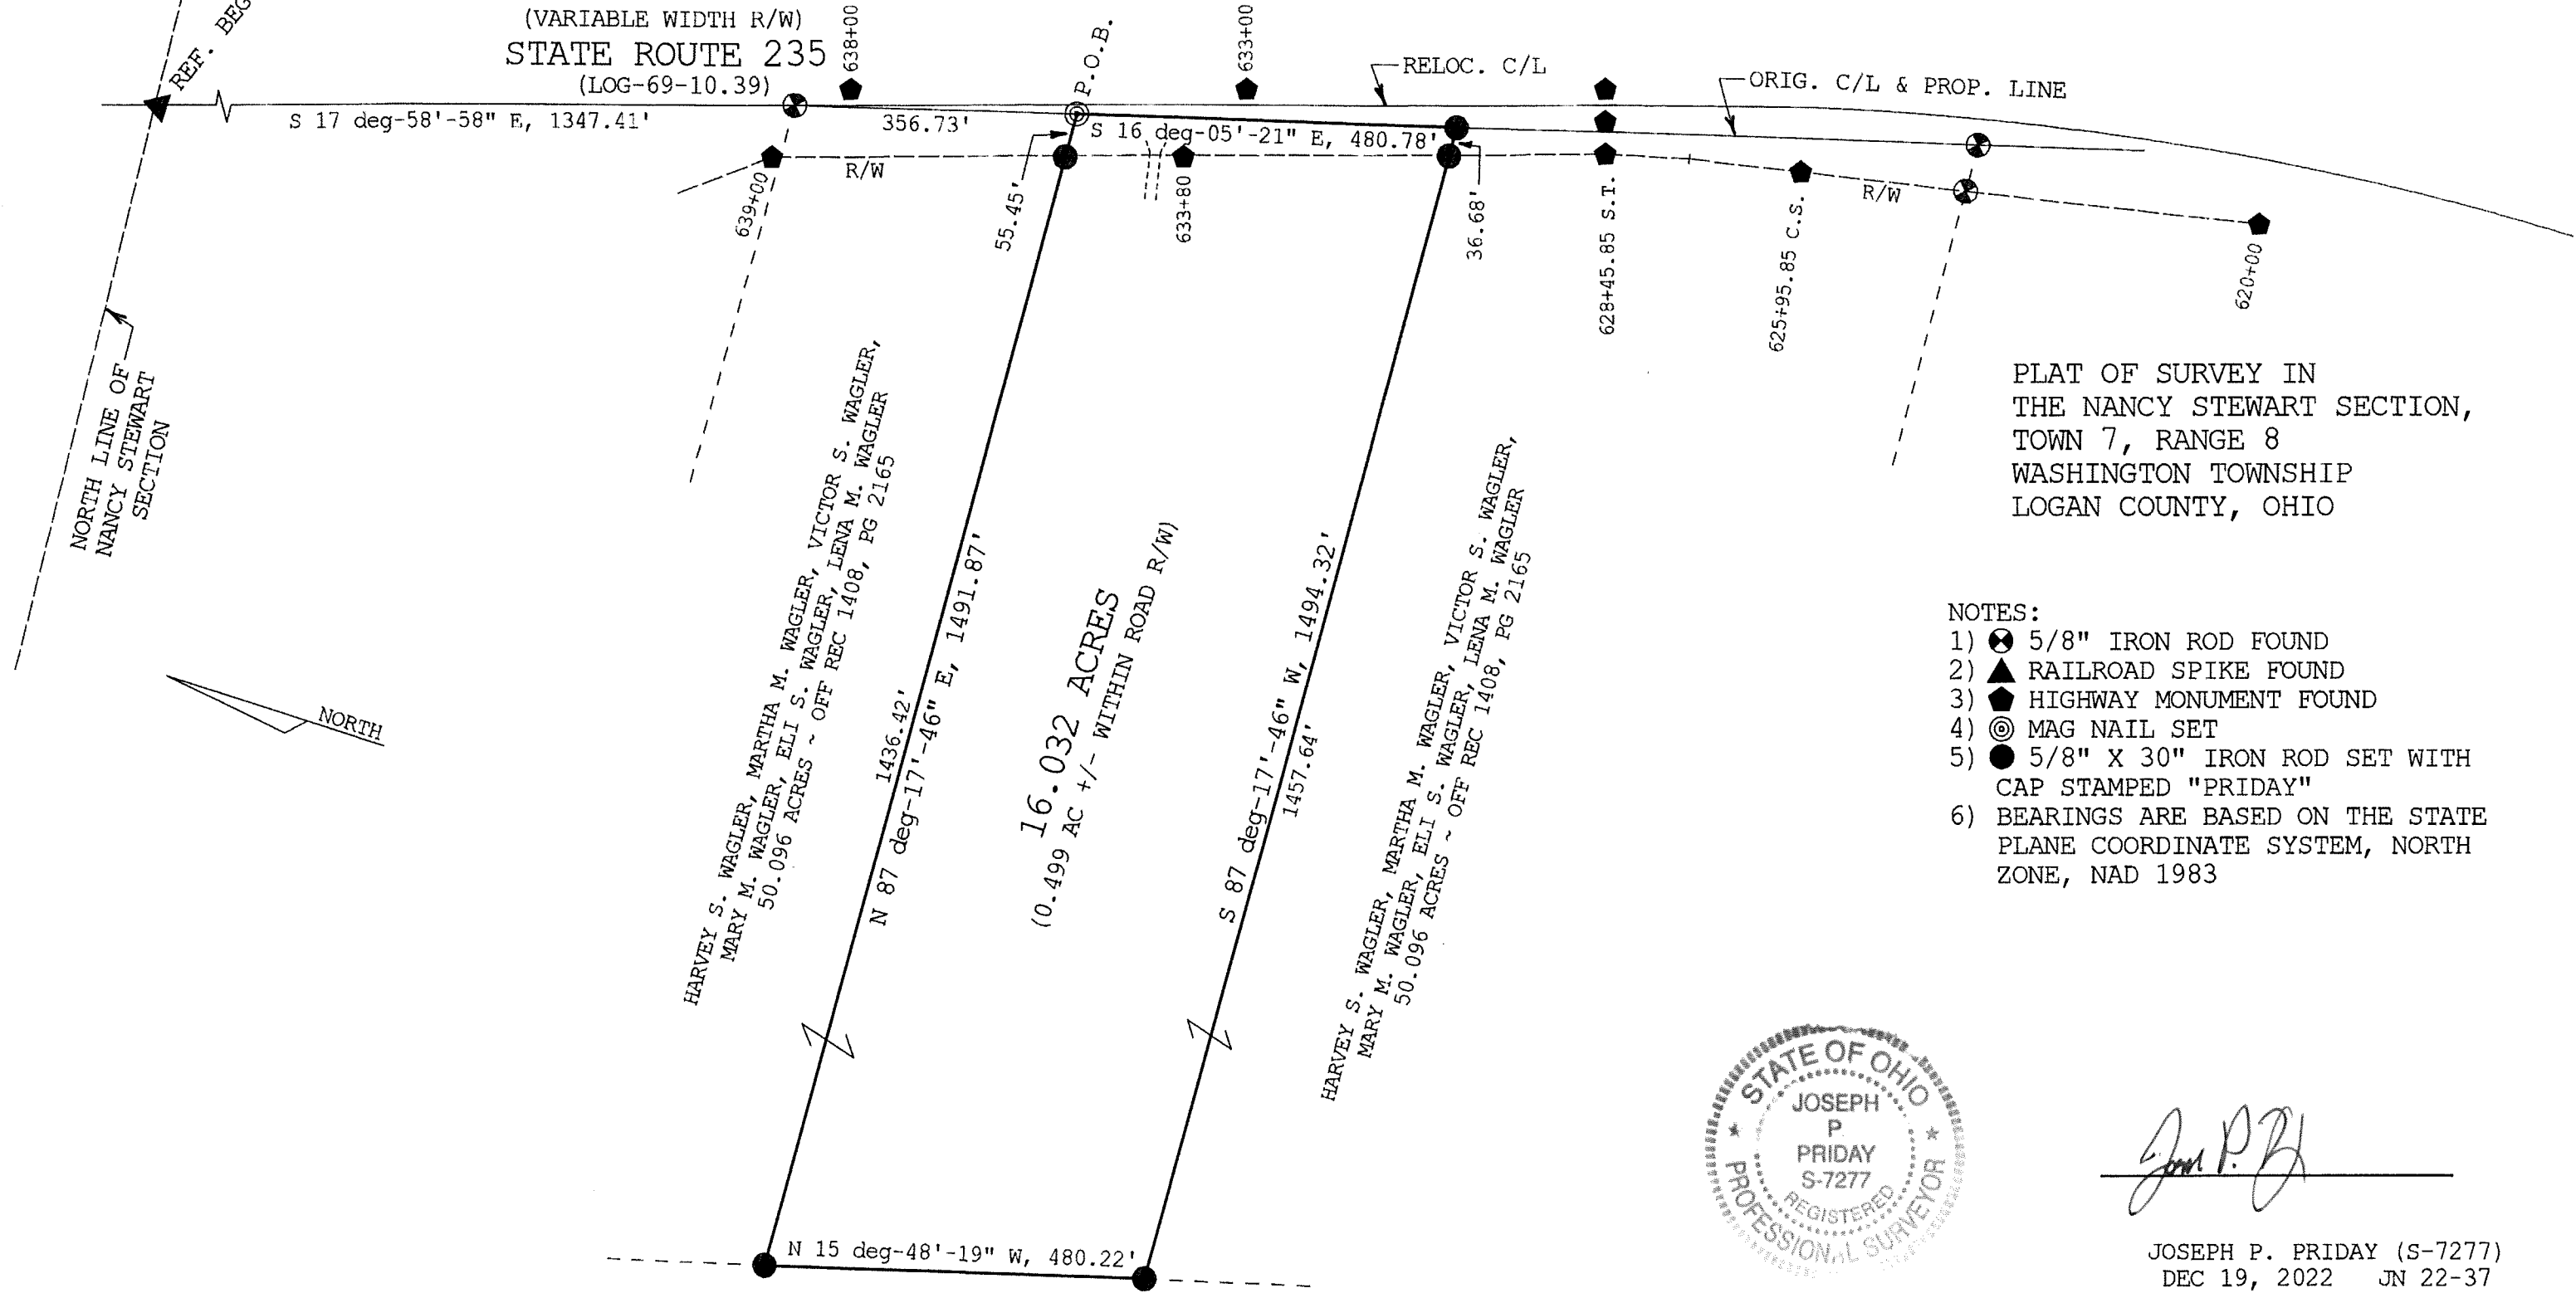 REF. BEG
(VARIABLE WIDTH R/W)
STATE ROUTE 235
(LOG-69-10.39)
638+00
P.O.B.
633+00
RELOC. C/L
ORIG. C/L & PROP. LINE
S 17 deg-58'-58" E, 1347.41'
356.73'
S 16 deg-05'-21" E, 480.78'
R/W
639+00
55.45'
633+80
36.68'
628+45.85 S.T.
625+95.85 C.S.
R/W
620+00
NORTH LINE OF
NANCY STEWART
SECTION
NORTH
HARVEY S. WAGLER, MARTHA M. WAGLER, VICTOR S. WAGLER,
MARY M. WAGLER, ELI S. WAGLER, LENA M. WAGLER
50.096 ACRES ~ OFF REC 1408, PG 2165
1436.42'
N 87 deg-17'-46" E, 1491.87'
16.032 ACRES
(0.499 AC +/- WITHIN ROAD R/W)
S 87 deg-17'-46" W, 1494.32'
1457.64'
HARVEY S. WAGLER, MARTHA M. WAGLER, VICTOR S. WAGLER,
MARY M. WAGLER, ELI S. WAGLER, LENA M. WAGLER
50.096 ACRES ~ OFF REC 1408, PG 2165
N 15 deg-48'-19" W, 480.22'
PLAT OF SURVEY IN
THE NANCY STEWART SECTION,
TOWN 7, RANGE 8
WASHINGTON TOWNSHIP
LOGAN COUNTY, OHIO
NOTES:
1) 5/8" IRON ROD FOUND
2) RAILROAD SPIKE FOUND
3) HIGHWAY MONUMENT FOUND
4) MAG NAIL SET
5) 5/8" X 30" IRON ROD SET WITH
CAP STAMPED "PRIDAY"
6) BEARINGS ARE BASED ON THE STATE
PLANE COORDINATE SYSTEM, NORTH
ZONE, NAD 1983
STATE OF OHIO
JOSEPH
P
PRIDAY
S-7277
REGISTERED
PROFESSIONAL SURVEYOR
JOSEPH P. PRIDAY (S-7277)
DEC 19, 2022 JN 22-37